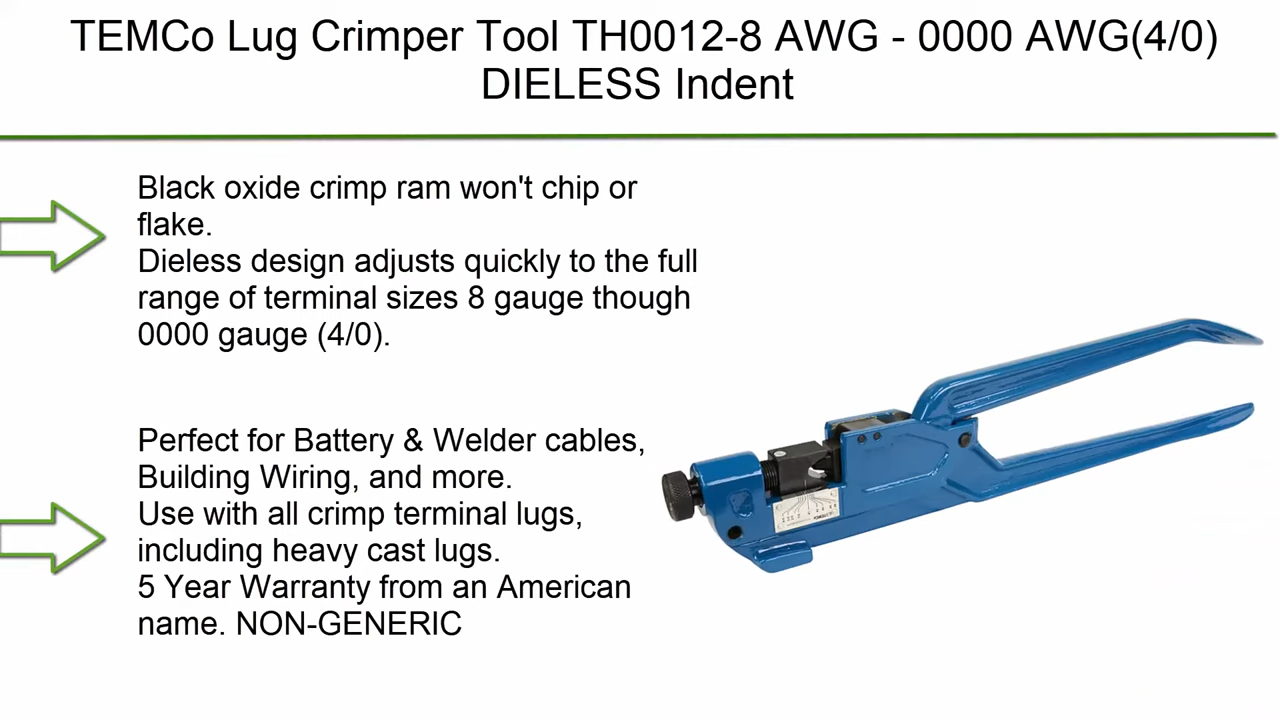 TEMCo Lug Crimper Tool TH0012-8 AWG - 0000 AWG(4/0)
DIELESS Indent
Black oxide crimp ram won't chip or
flake.
Dieless design adjusts quickly to the full
range of terminal sizes 8 gauge though
0000 gauge (4/0).
Perfect for Battery & Welder cables,
Building Wiring, and more.
Use with all crimp terminal lugs,
including heavy cast lugs.
5 Year Warranty from an American
name. NON-GENERIC